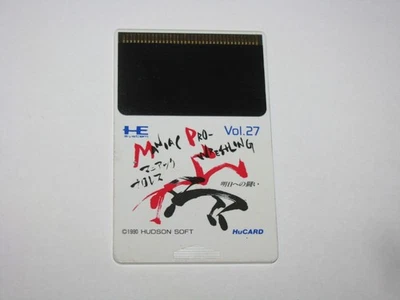 HE
Vol.27
MANIAC PRO-
WRESTLING
マニアック
プロレス
明日への闘い
©1990 HUDSON SOFT
HuCARD